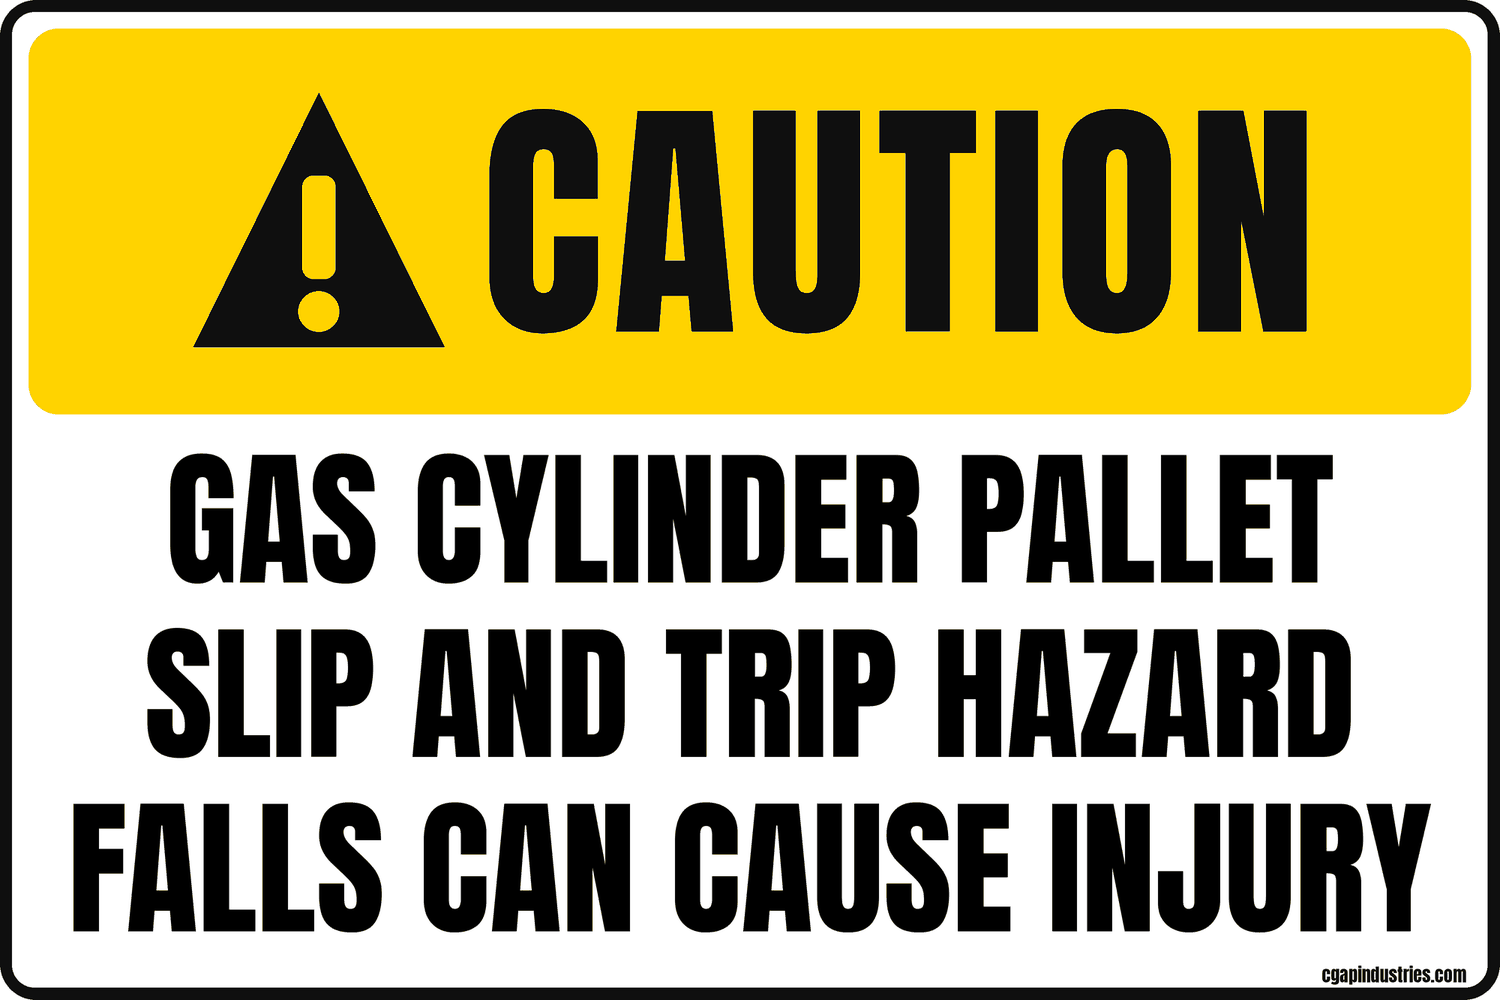 CAUTION
GAS CYLINDER PALLET
SLIP AND TRIP HAZARD
FALLS CAN CAUSE INJURY
cgapindustries.com